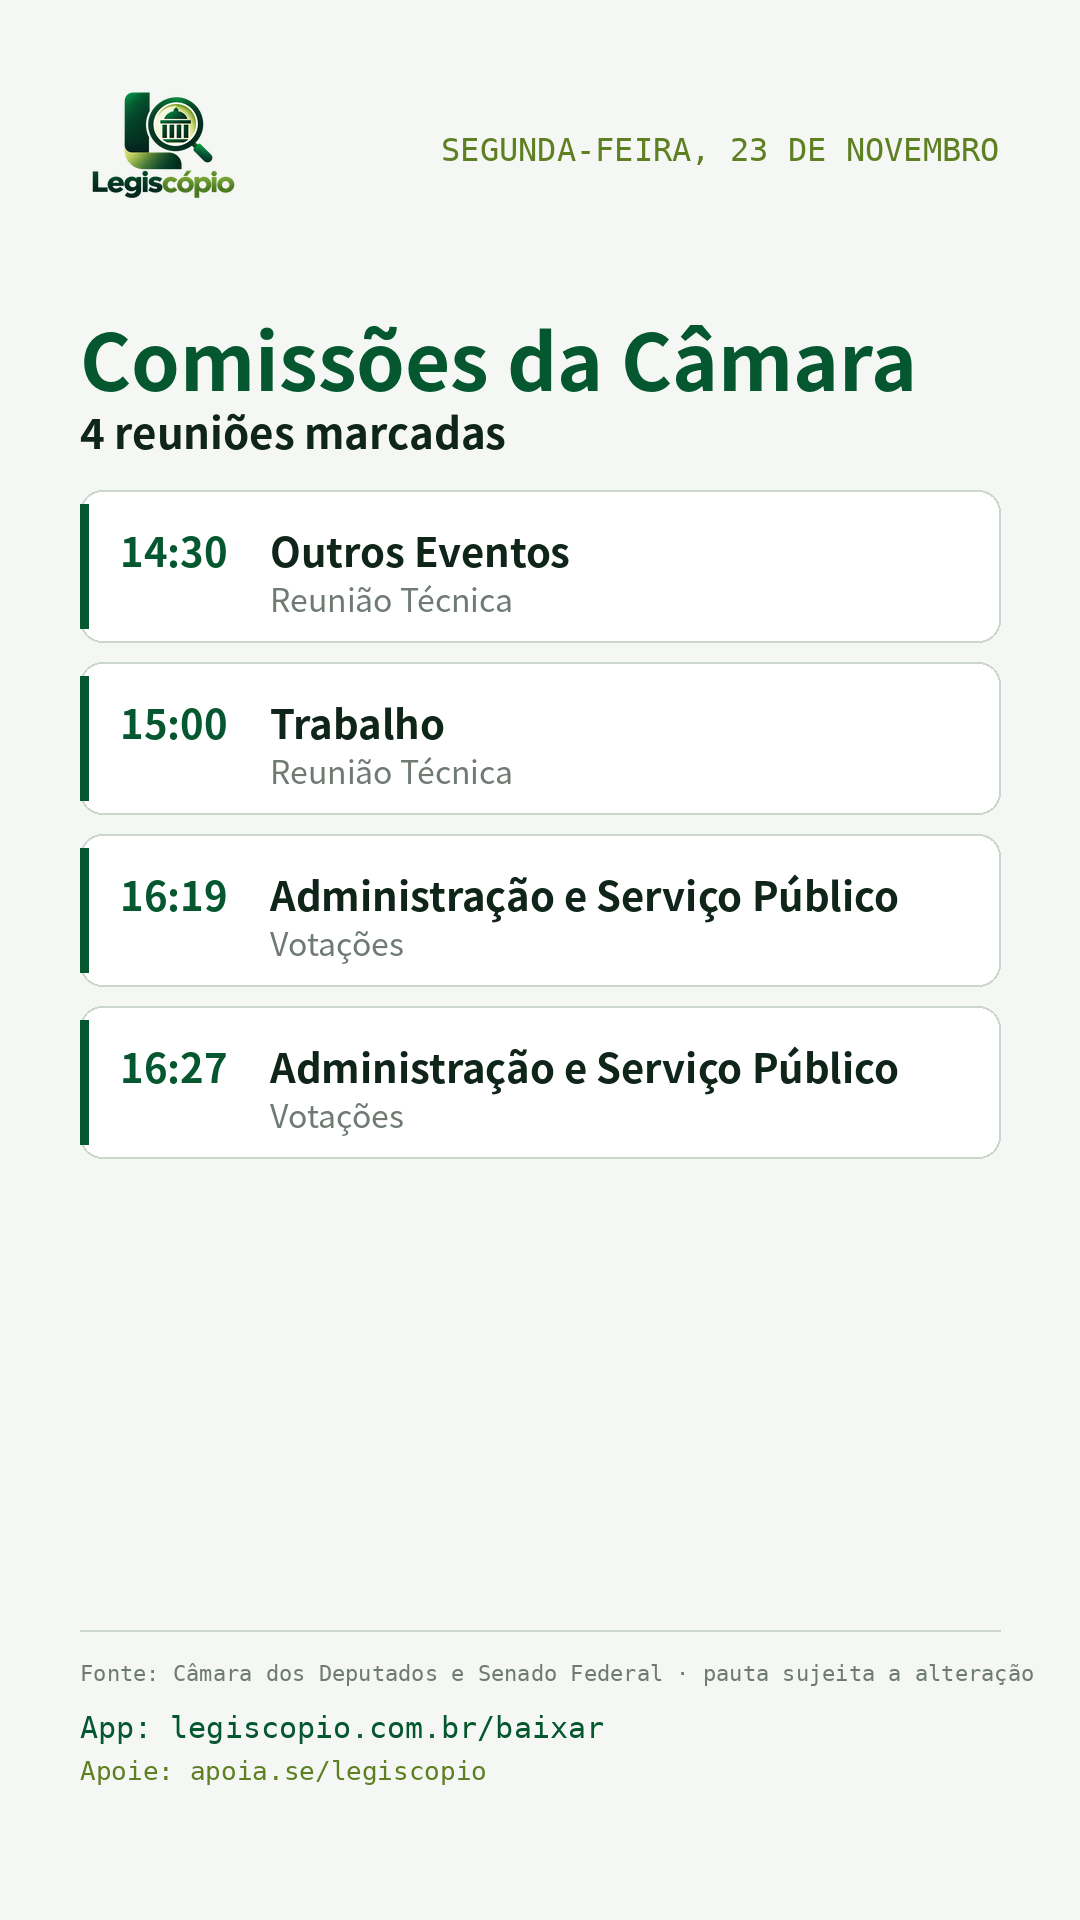 Legiscópio
SEGUNDA-FEIRA, 23 DE NOVEMBRO
Comissões da Câmara
4 reuniões marcadas
14:30 Outros Eventos
Reunião Técnica
15:00 Trabalho
Reunião Técnica
16:19 Administração e Serviço Público
Votações
16:27 Administração e Serviço Público
Votações
Fonte: Câmara dos Deputados e Senado Federal · pauta sujeita a alteração
App: legiscopio.com.br/baixar
Apoie: apoia.se/legiscopio